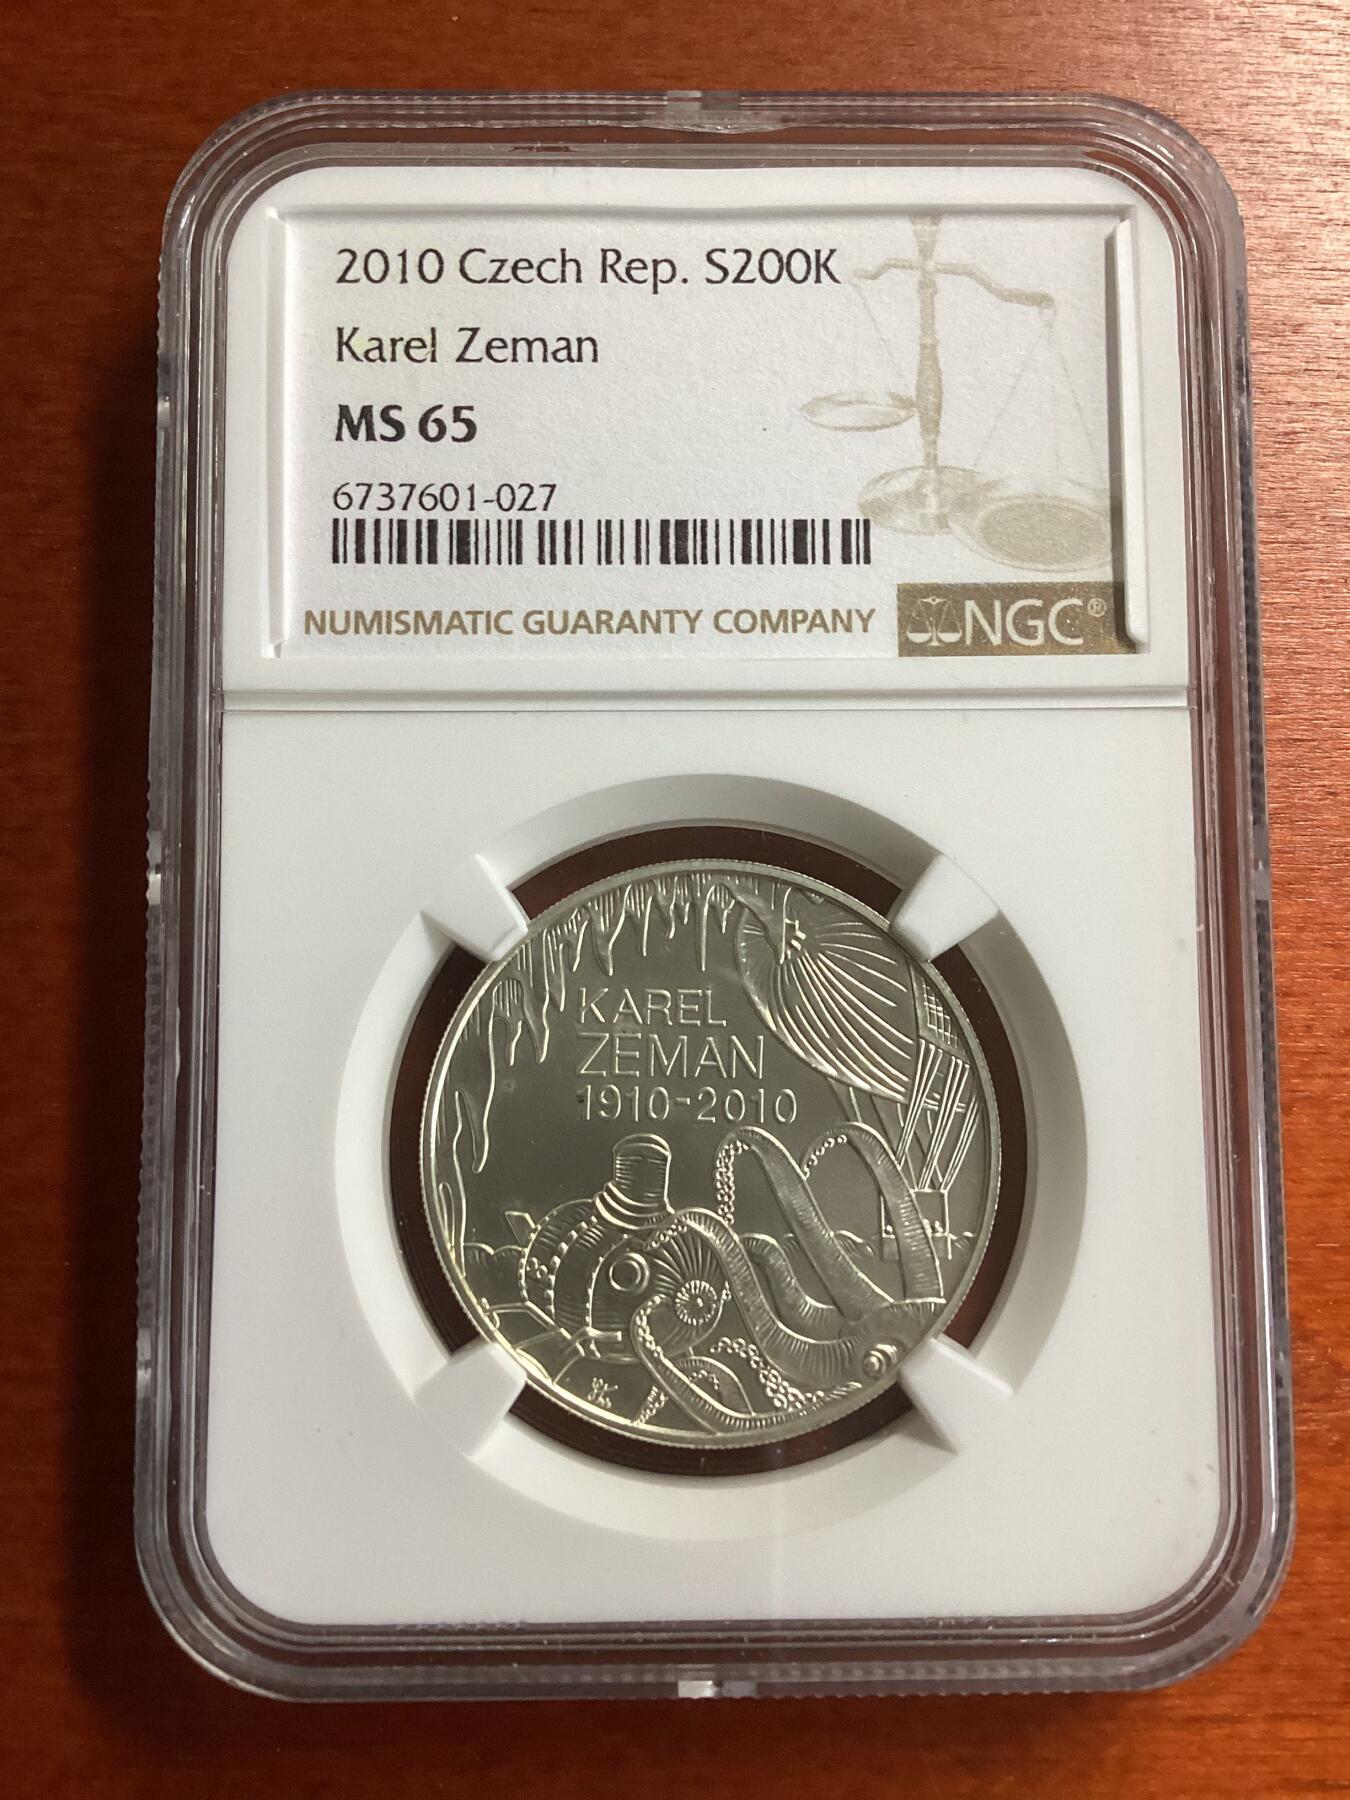 2010 Czech Rep. S200K
Karel Zeman
MS 65
6737601-027
NUMISMATIC GUARANTY COMPANY
NGC®
KAREL
ZEMAN
1910-2010